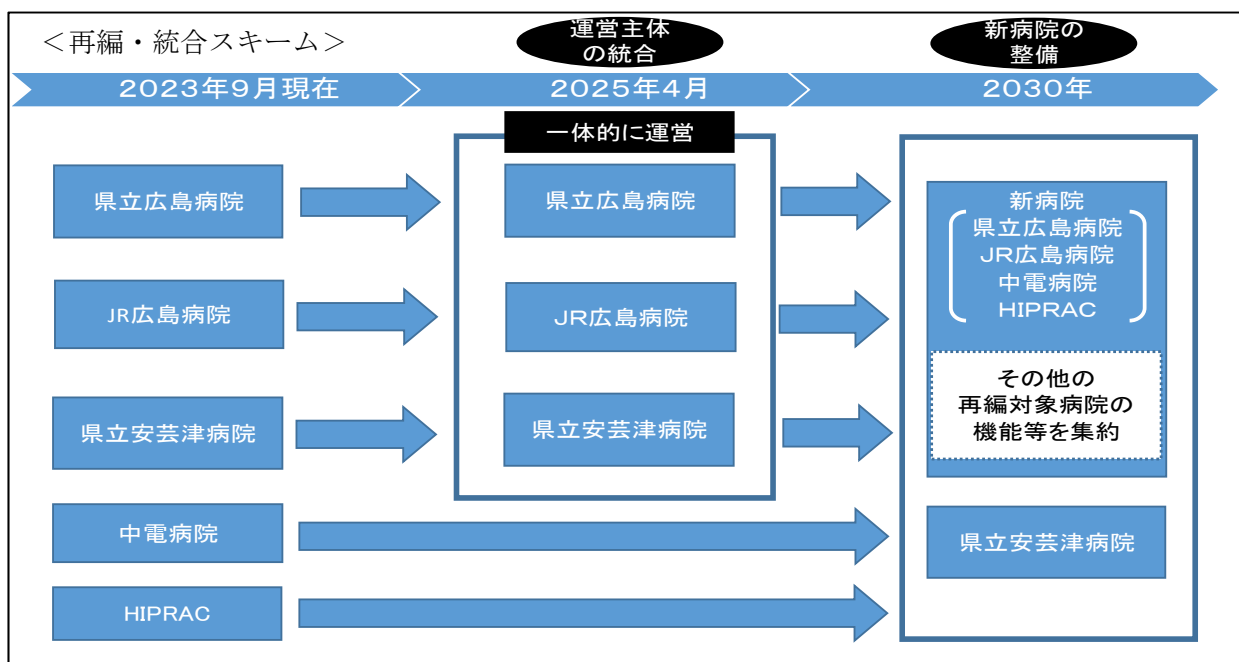 ＜再編・統合スキーム＞
運営主体
の統合
新病院の
整備
2023年9月現在
2025年4月
2030年
一体的に運営
県立広島病院
県立広島病院
新病院
県立広島病院
JR広島病院
中電病院
HIPRAC
JR広島病院
JR広島病院
その他の
再編対象病院の
機能等を集約
県立安芸津病院
県立安芸津病院
中電病院
県立安芸津病院
HIPRAC